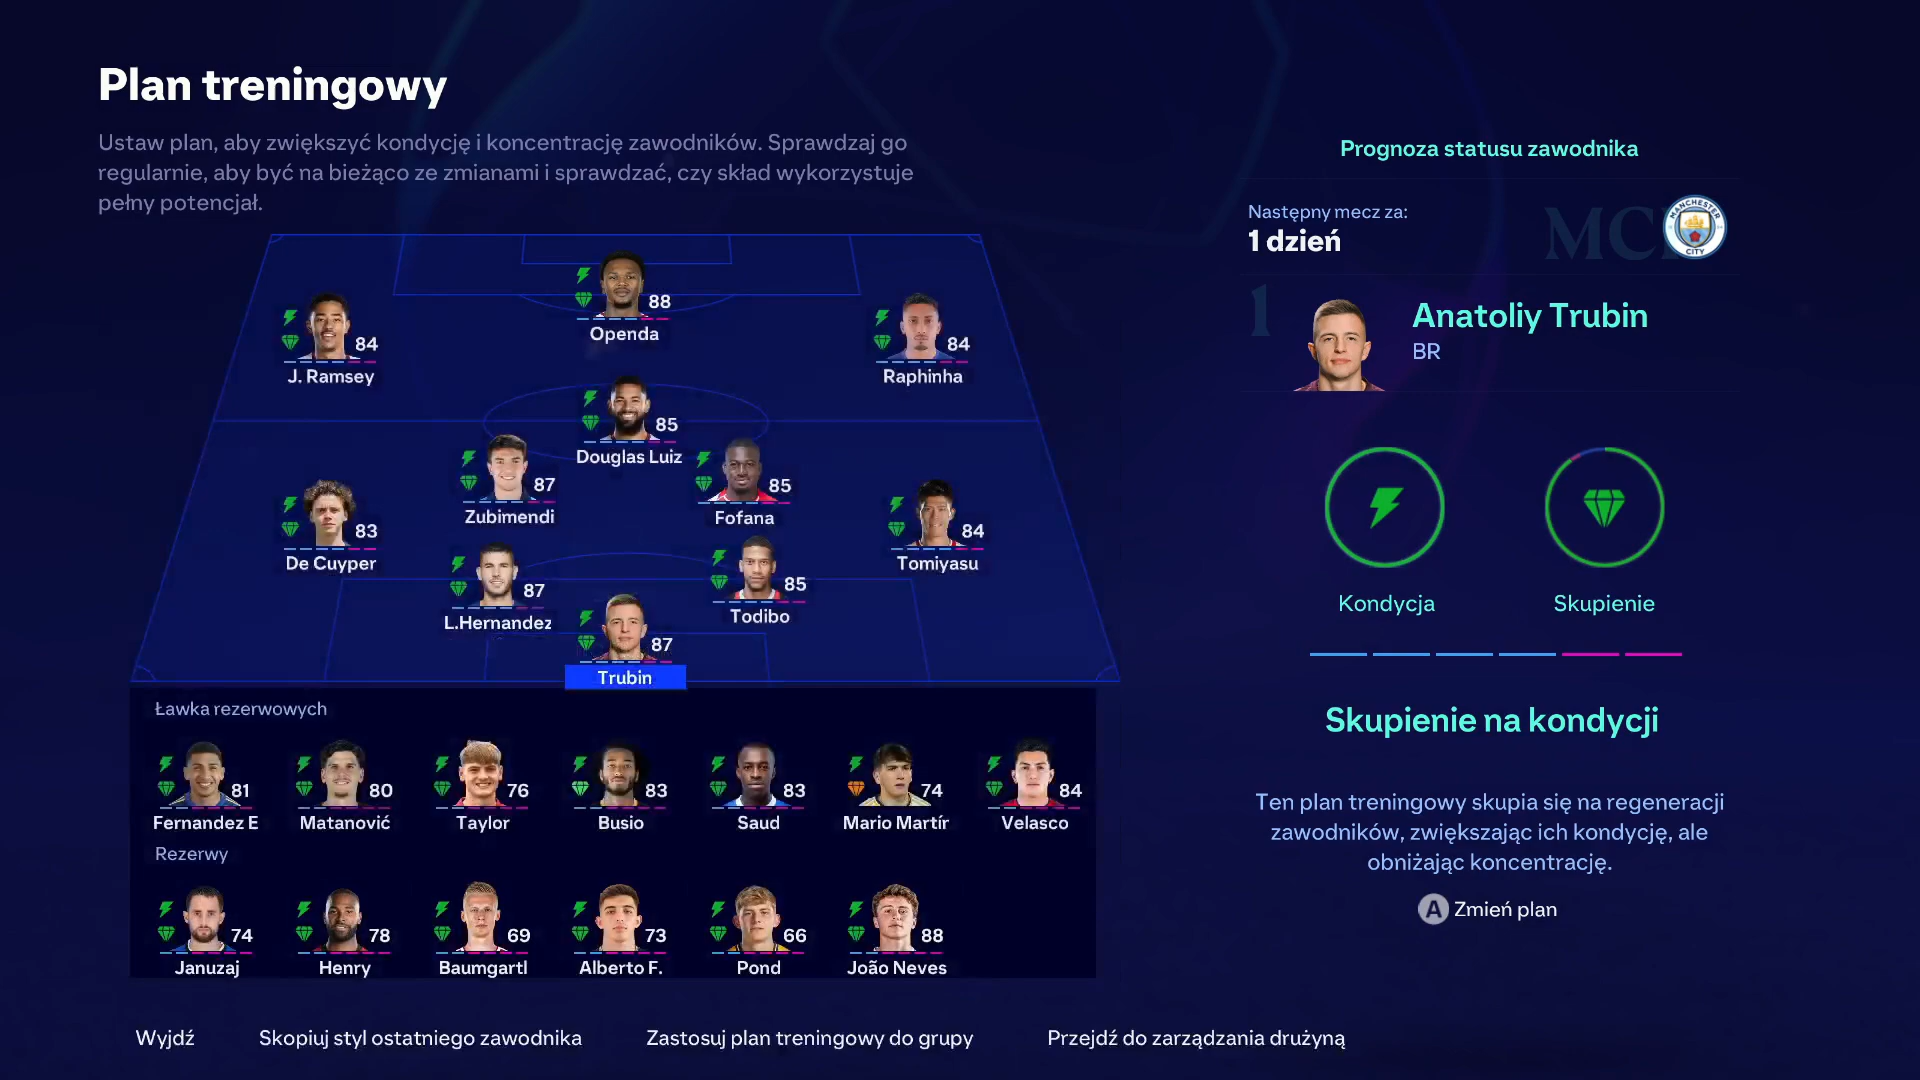 Plan treningowy
Ustaw plan, aby zwiększyć kondycję i koncentrację zawodników. Sprawdzaj go
regularnie, aby być na bieżąco ze zmianami i sprawdzać, czy skład wykorzystuje
pełny potencjał.
88
Openda
84
J. Ramsey
84
Raphinha
85
Douglas Luiz
87
Zubimendi
85
Fofana
83
De Cuyper
84
Tomiyasu
87
L.Hernandez
85
Todibo
87
Trubin
Ławka rezerwowych
81 80 76 83 83 74 84
Fernandez E Matanović Taylor Busio Saud Mario Martír Velasco
Rezerwy
74 78 69 73 66 88
Januzaj Henry Baumgartl Alberto F. Pond João Neves
Prognoza statusu zawodnika
Następny mecz za:
1 dzień
MANCHESTER
CITY
1
Anatoliy Trubin
BR
Kondycja Skupienie
Skupienie na kondycji
Ten plan treningowy skupia się na regeneracji
zawodników, zwiększając ich kondycję, ale
obniżając koncentrację.
A Zmień plan
Wyjdź Skopiuj styl ostatniego zawodnika Zastosuj plan treningowy do grupy Przejdź do zarządzania drużyną